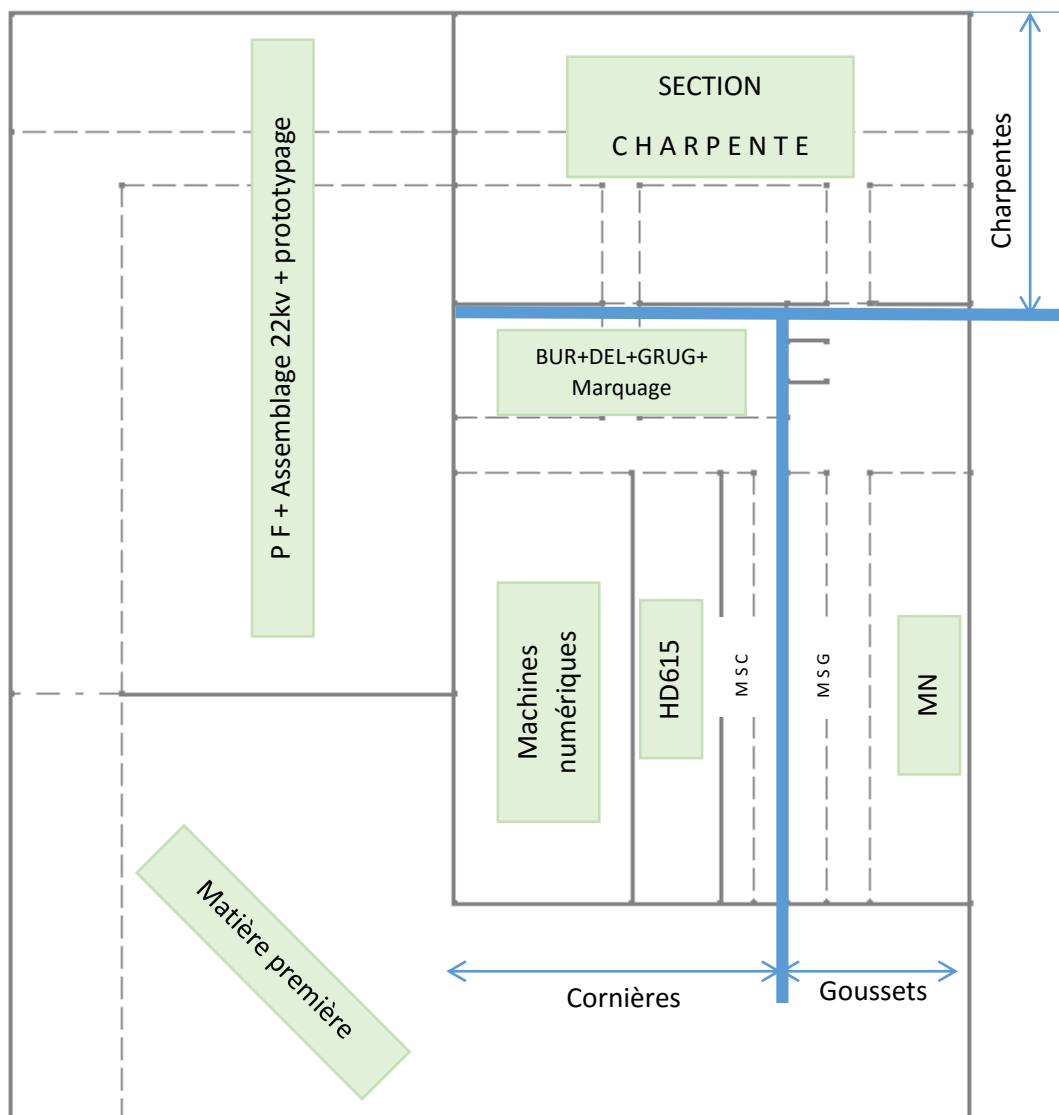 SECTION
C H A R P E N T E
Charpentes
P F + Assemblage 22kv + prototypage
BUR+DEL+GRUG+
Marquage
Machines
numériques
HD615
M S C
M S G
MN
Matière première
Cornières
Goussets